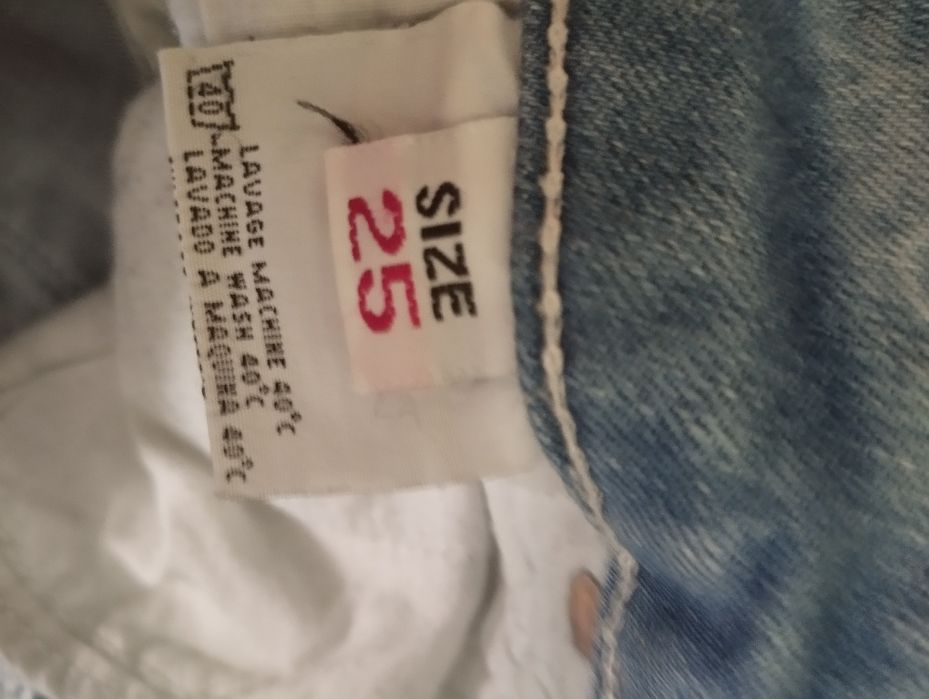 SIZE
25
40
LAVAGE MACHINE 40°C
MACHINE WASH 40°C
LAVADO A MAQUINA 40°C